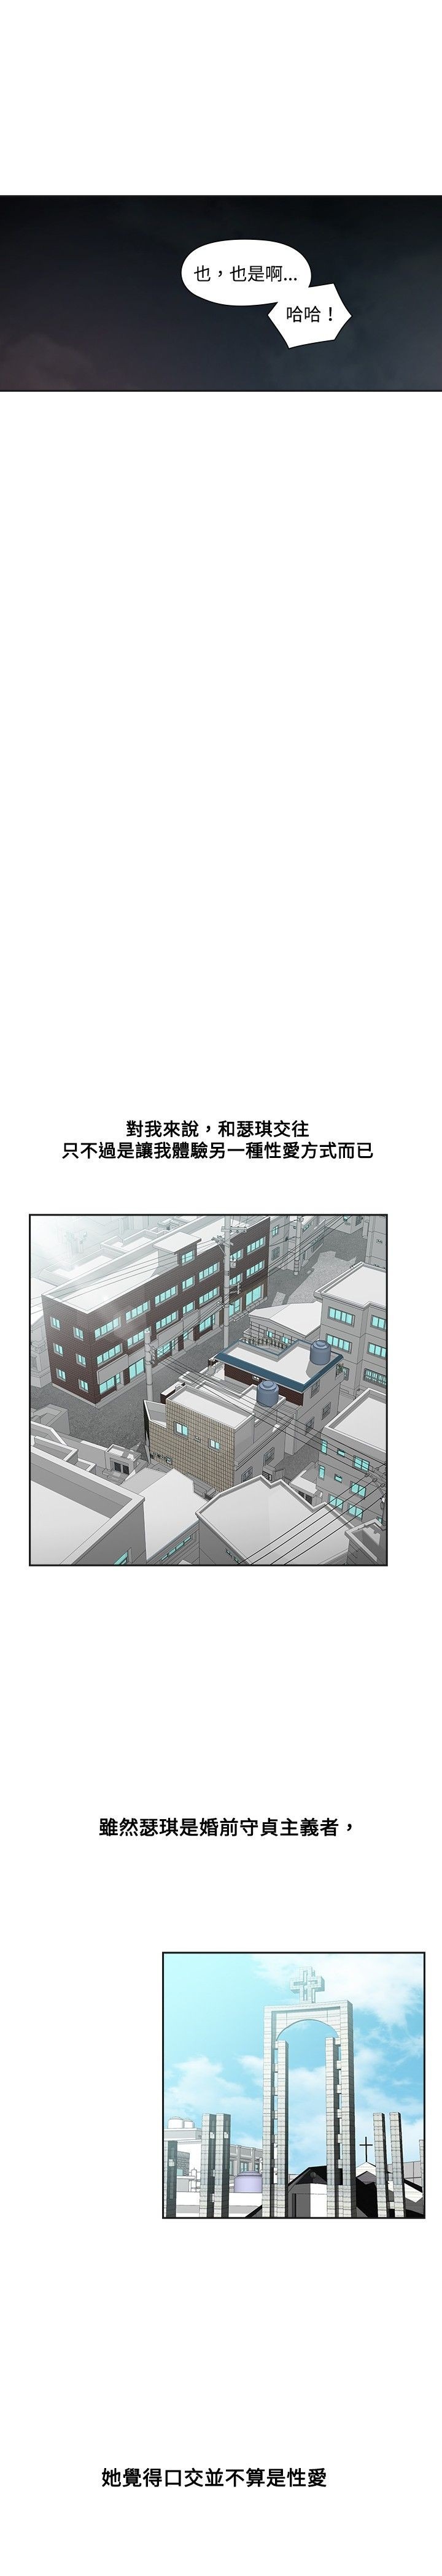 也，也是啊...
哈哈！
對我來說，和瑟琪交往
只不過是讓我體驗另一種性愛方式而已
雖然瑟琪是婚前守貞主義者，
她覺得口交並不算是性愛